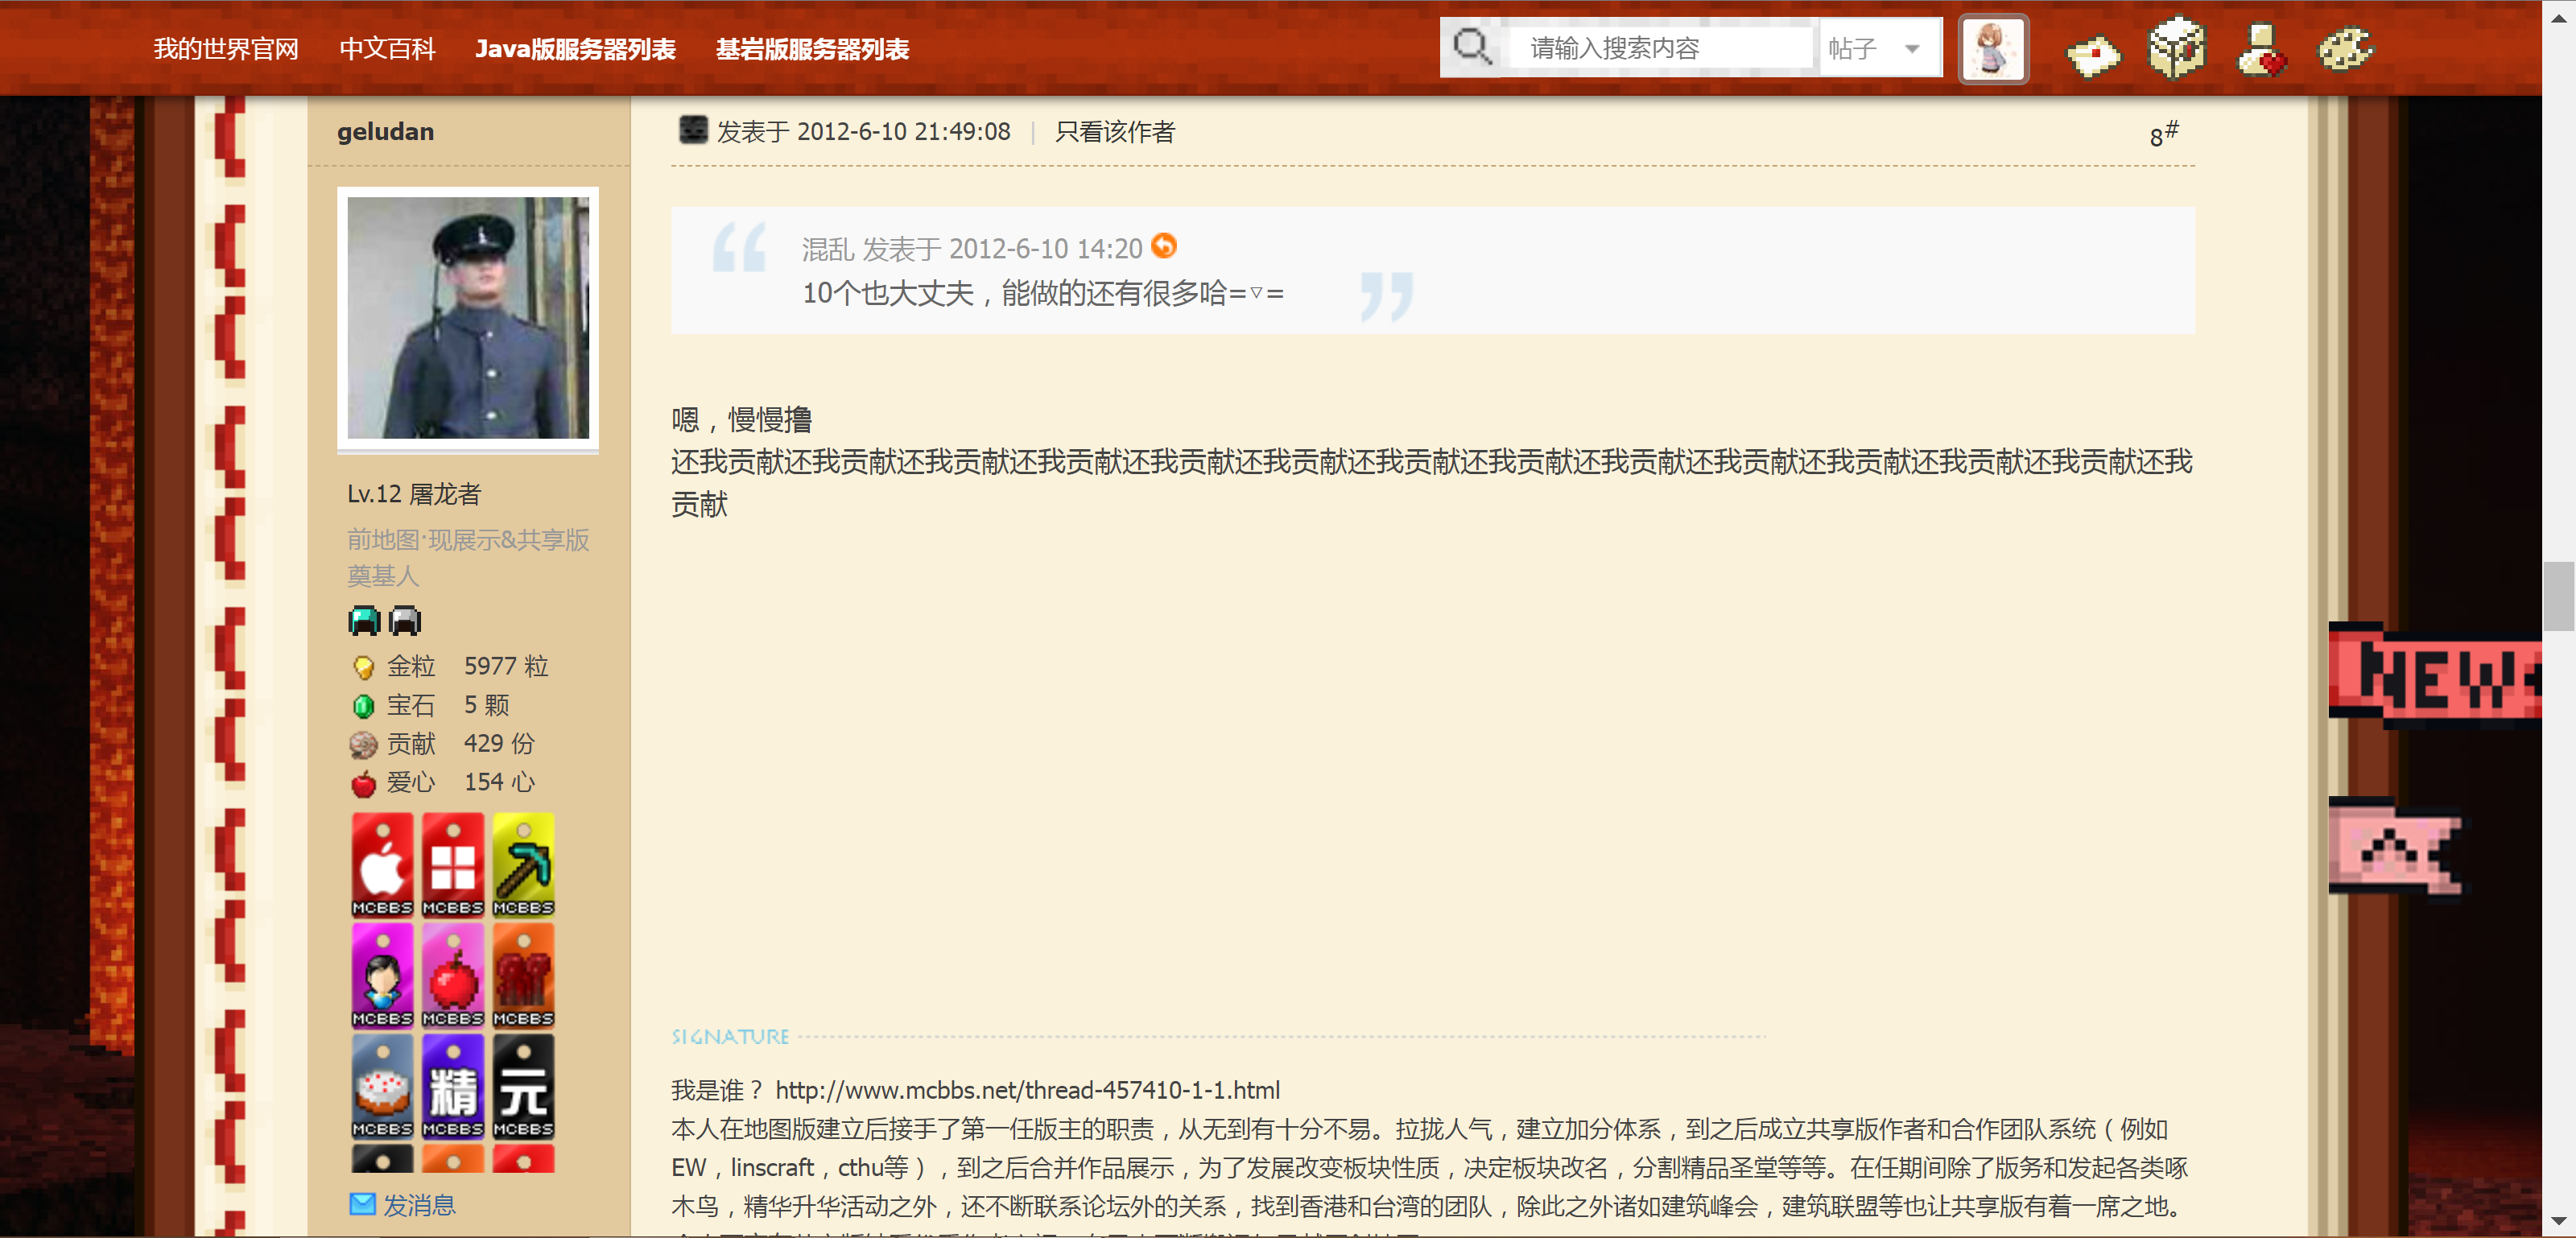 我的世界官网 中文百科 Java版服务器列表 基岩版服务器列表 请输入搜索内容 帖子
geludan
发表于 2012-6-10 21:49:08 | 只看该作者 8#
混乱 发表于 2012-6-10 14:20
10个也大丈夫，能做的还有很多哈=▽=
嗯，慢慢撸
还我贡献还我贡献还我贡献还我贡献还我贡献还我贡献还我贡献还我贡献还我贡献还我贡献还我贡献还我贡献还我贡献还我
贡献
Lv.12 屠龙者
前地图·现展示&共享版
奠基人
金粒 5977 粒
宝石 5 颗
贡献 429 份
爱心 154 心
NEW
MCBBS MCBBS MCBBS
MCBBS MCBBS MCBBS
精 元
MCBBS MCBBS MCBBS
发消息
SIGNATURE
我是谁？ http://www.mcbbs.net/thread-457410-1-1.html
本人在地图版建立后接手了第一任版主的职责，从无到有十分不易。拉拢人气，建立加分体系，到之后成立共享版作者和合作团队系统（例如
EW，linscraft，cthu等），到之后合并作品展示，为了发展改变板块性质，决定板块改名，分割精品圣堂等等。在任期间除了版务和发起各类啄
木鸟，精华升华活动之外，还不断联系论坛外的关系，找到香港和台湾的团队，除此之外诸如建筑峰会，建筑联盟等也让共享版有着一席之地。